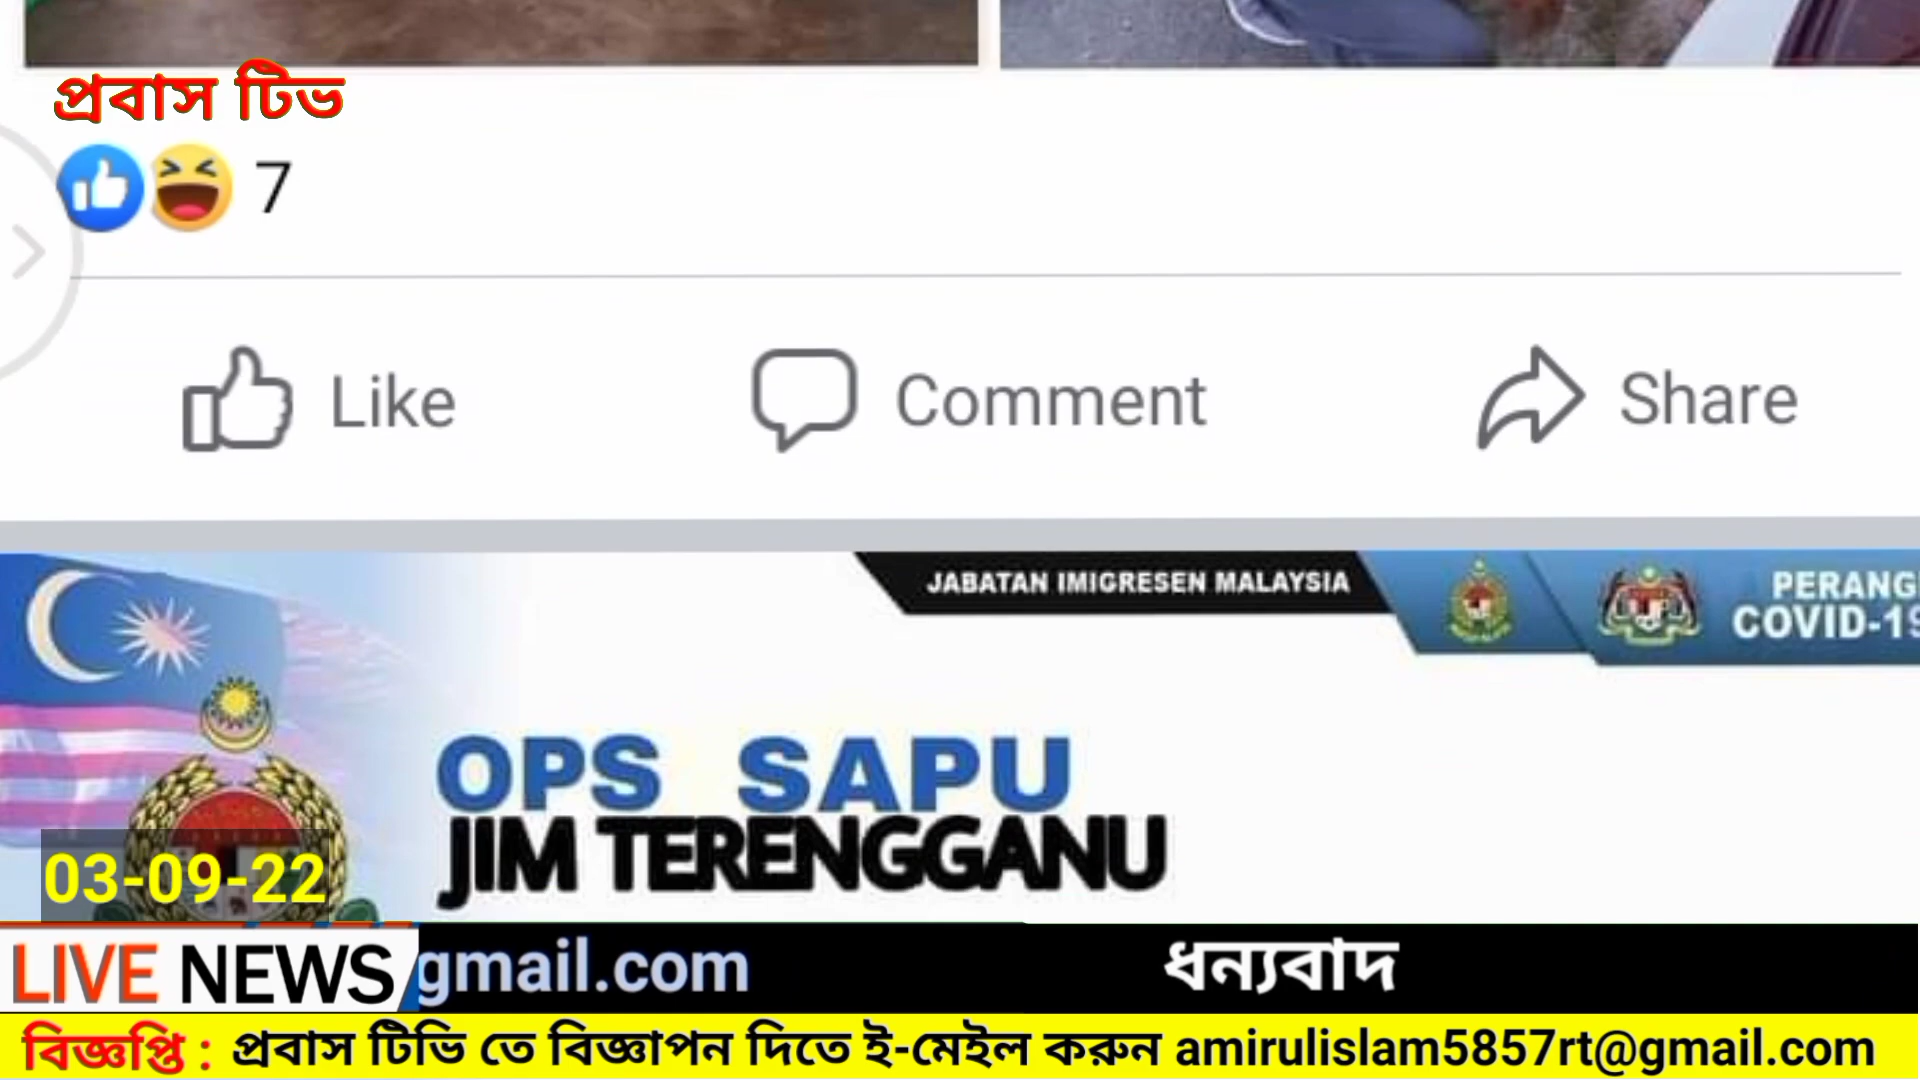 প্রবাস টিভ
7
Like Comment Share
JABATAN IMIGRESEN MALAYSIA
PERANG
COVID-19
OPS SAPU
JIM TERENGGANU
03-09-22
LIVE NEWS gmail.com ধন্যবাদ
বিজ্ঞপ্তি : প্রবাস টিভি তে বিজ্ঞাপন দিতে ই-মেইল করুন amirulislam5857rt@gmail.com